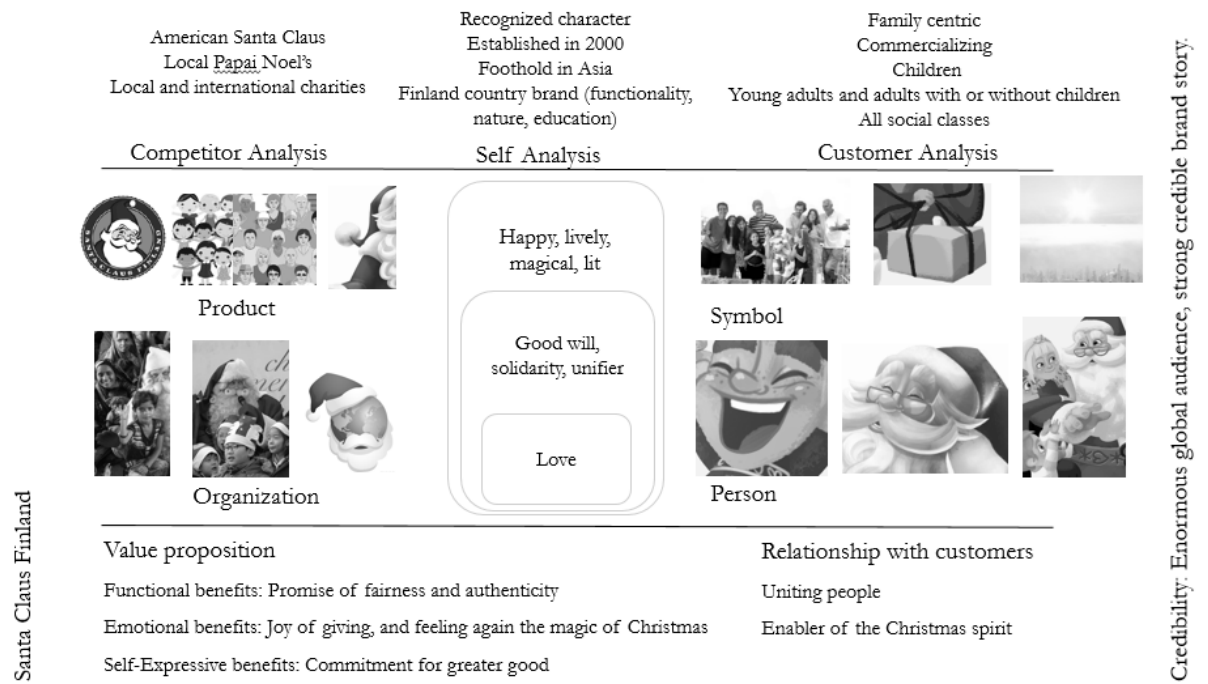 American Santa Claus
Local Papai Noel's
Local and international charities
Competitor Analysis
Recognized character
Established in 2000
Foothold in Asia
Finland country brand (functionality,
nature, education)
Self Analysis
Family centric
Commercializing
Children
Young adults and adults with or without children
All social classes
Customer Analysis
SANTA CLAUS FINLAND
Product
Organization
Happy, lively,
magical, lit
Good will,
solidarity, unifier
Love
Symbol
Person
Value proposition
Functional benefits: Promise of fairness and authenticity
Emotional benefits: Joy of giving, and feeling again the magic of Christmas
Self-Expressive benefits: Commitment for greater good
Relationship with customers
Uniting people
Enabler of the Christmas spirit
Santa Claus Finland
Credibility: Enormous global audience, strong credible brand story.